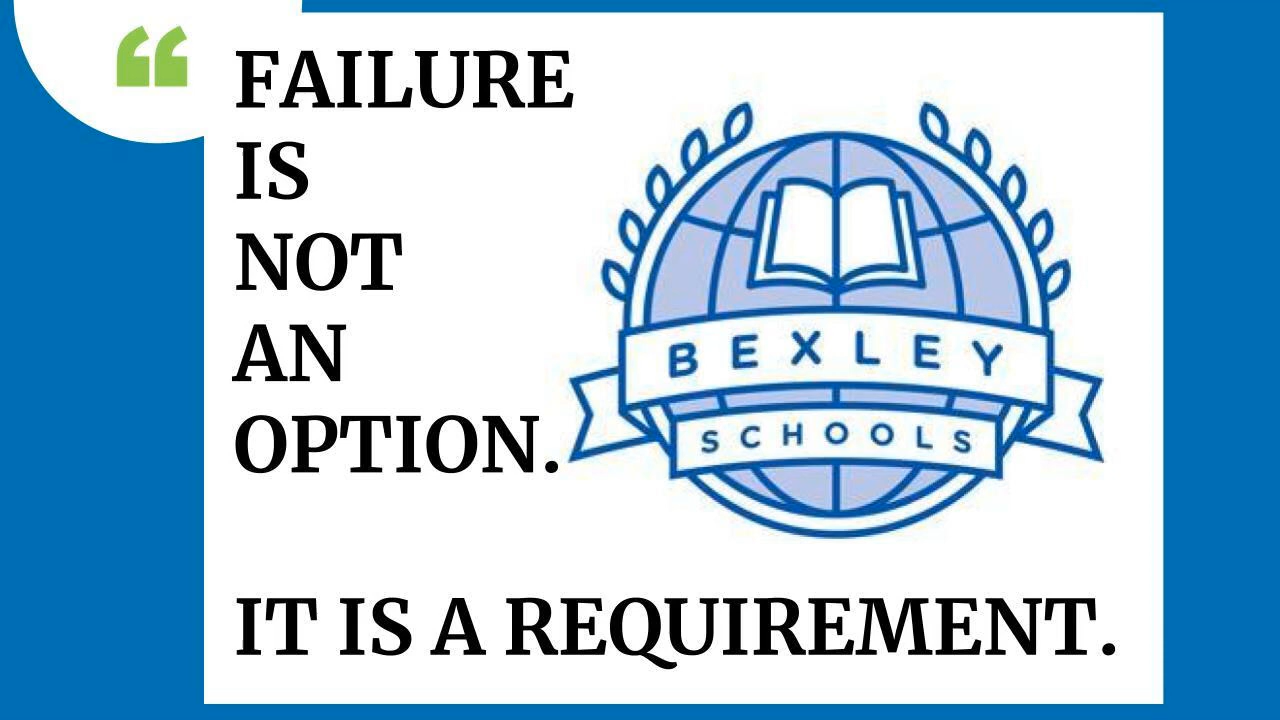 “
FAILURE
IS
NOT
AN
OPTION.
BEXLEY
SCHOOLS
IT IS A REQUIREMENT.